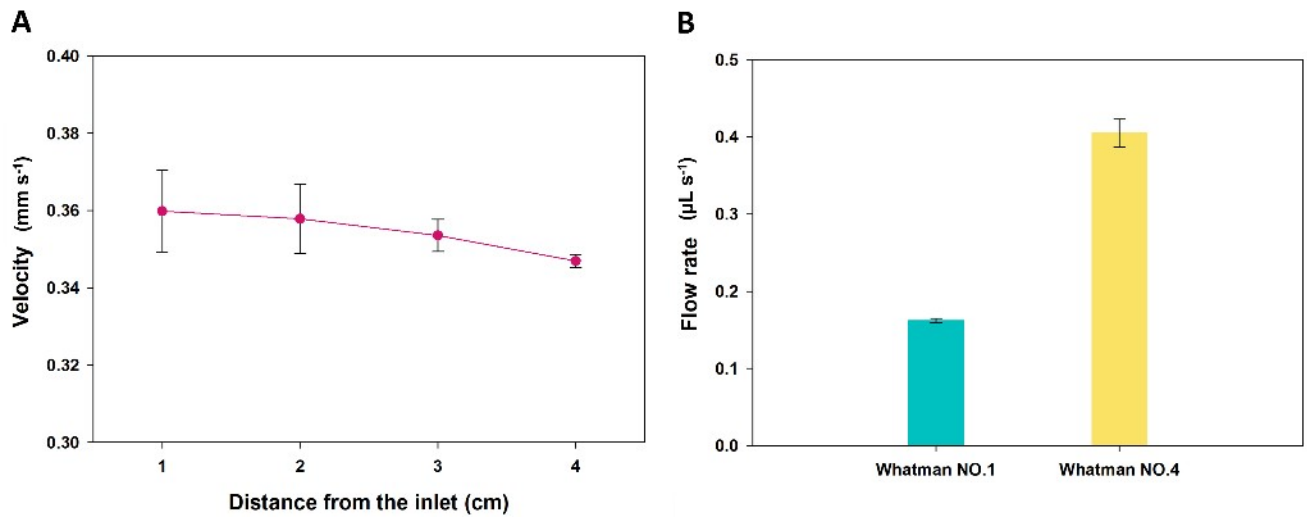 A
0.40
0.38
0.36
0.34
0.32
0.30
Velocity (mm s⁻¹)
1 2 3 4
Distance from the inlet (cm)
B
0.5
0.4
0.3
0.2
0.1
0.0
Flow rate (µL s⁻¹)
Whatman NO.1 Whatman NO.4